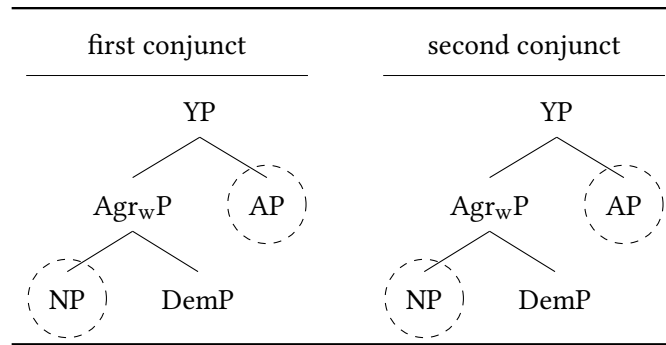 first conjunct second conjunct
YP YP
AgrwP AP AgrwP AP
NP DemP NP DemP